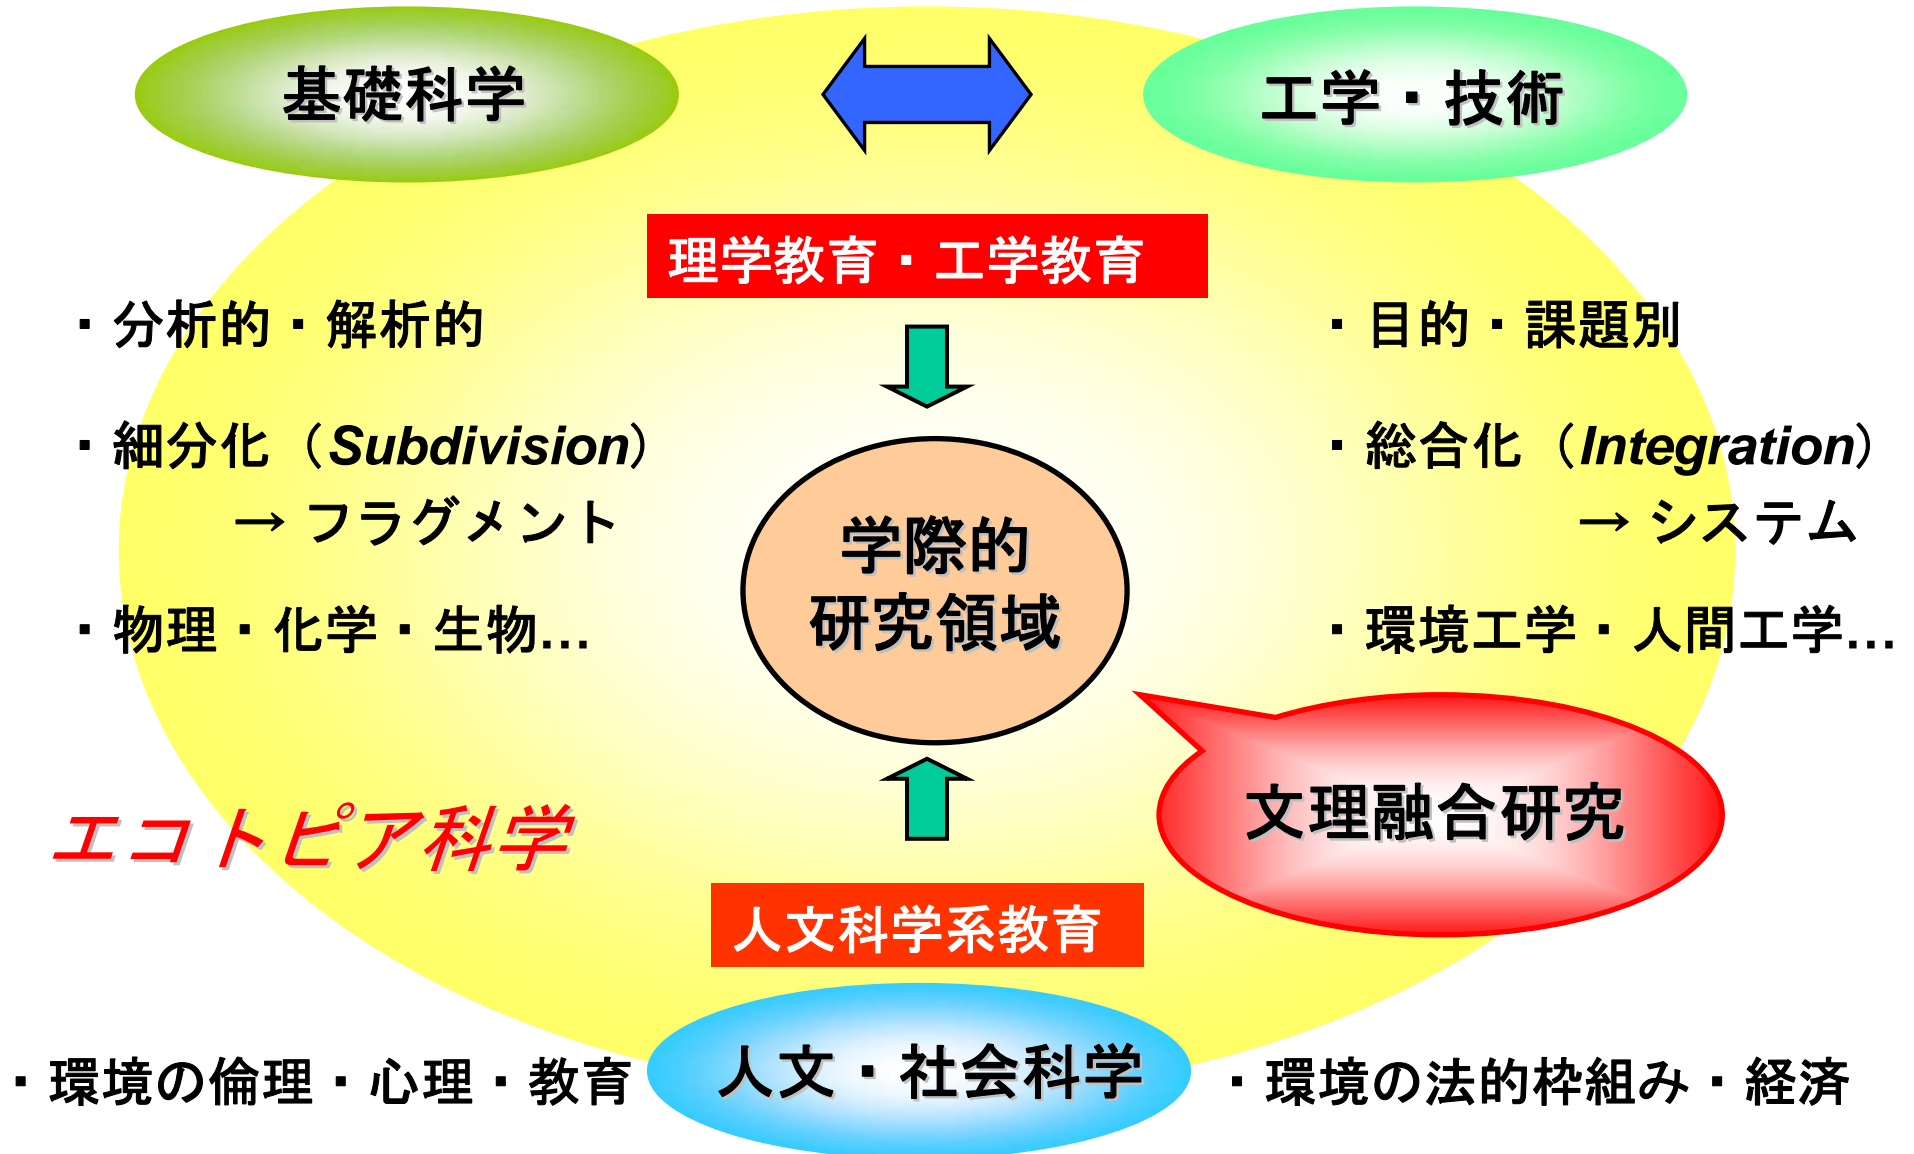 基礎科学
工学・技術
理学教育・工学教育
・分析的・解析的
・目的・課題別
・細分化（Subdivision）
→ フラグメント
・総合化（Integration）
→ システム
学際的
研究領域
・物理・化学・生物…
・環境工学・人間工学…
文理融合研究
エコトピア科学
人文科学系教育
・環境の倫理・心理・教育
人文・社会科学
・環境の法的枠組み・経済